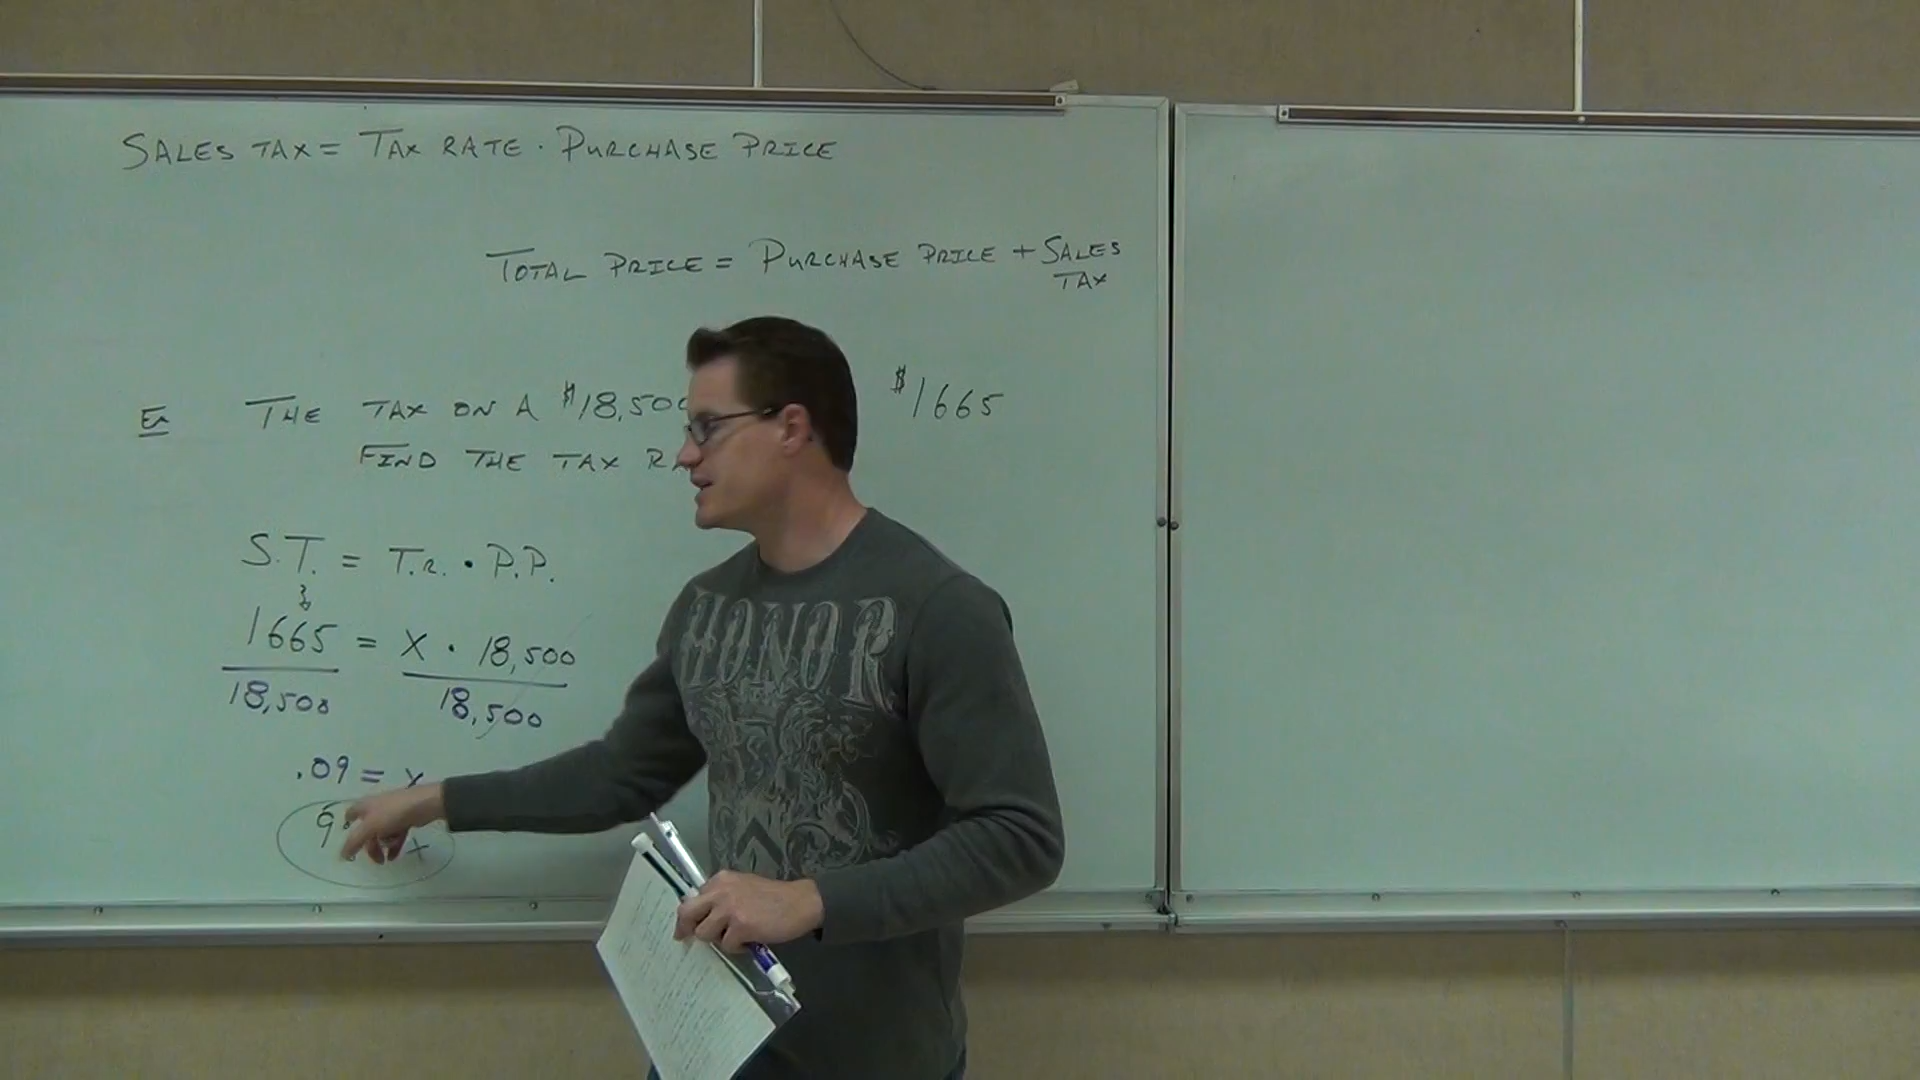 SALES TAX = TAX RATE · PURCHASE PRICE
TOTAL PRICE = PURCHASE PRICE + SALES
TAX
Ex THE TAX ON A $18,500 $1665
FIND THE TAX
S.T. = T.R. · P.P.
1665 = X · 18,500
18,500 18,500
.09 = X
9 X
HONOR